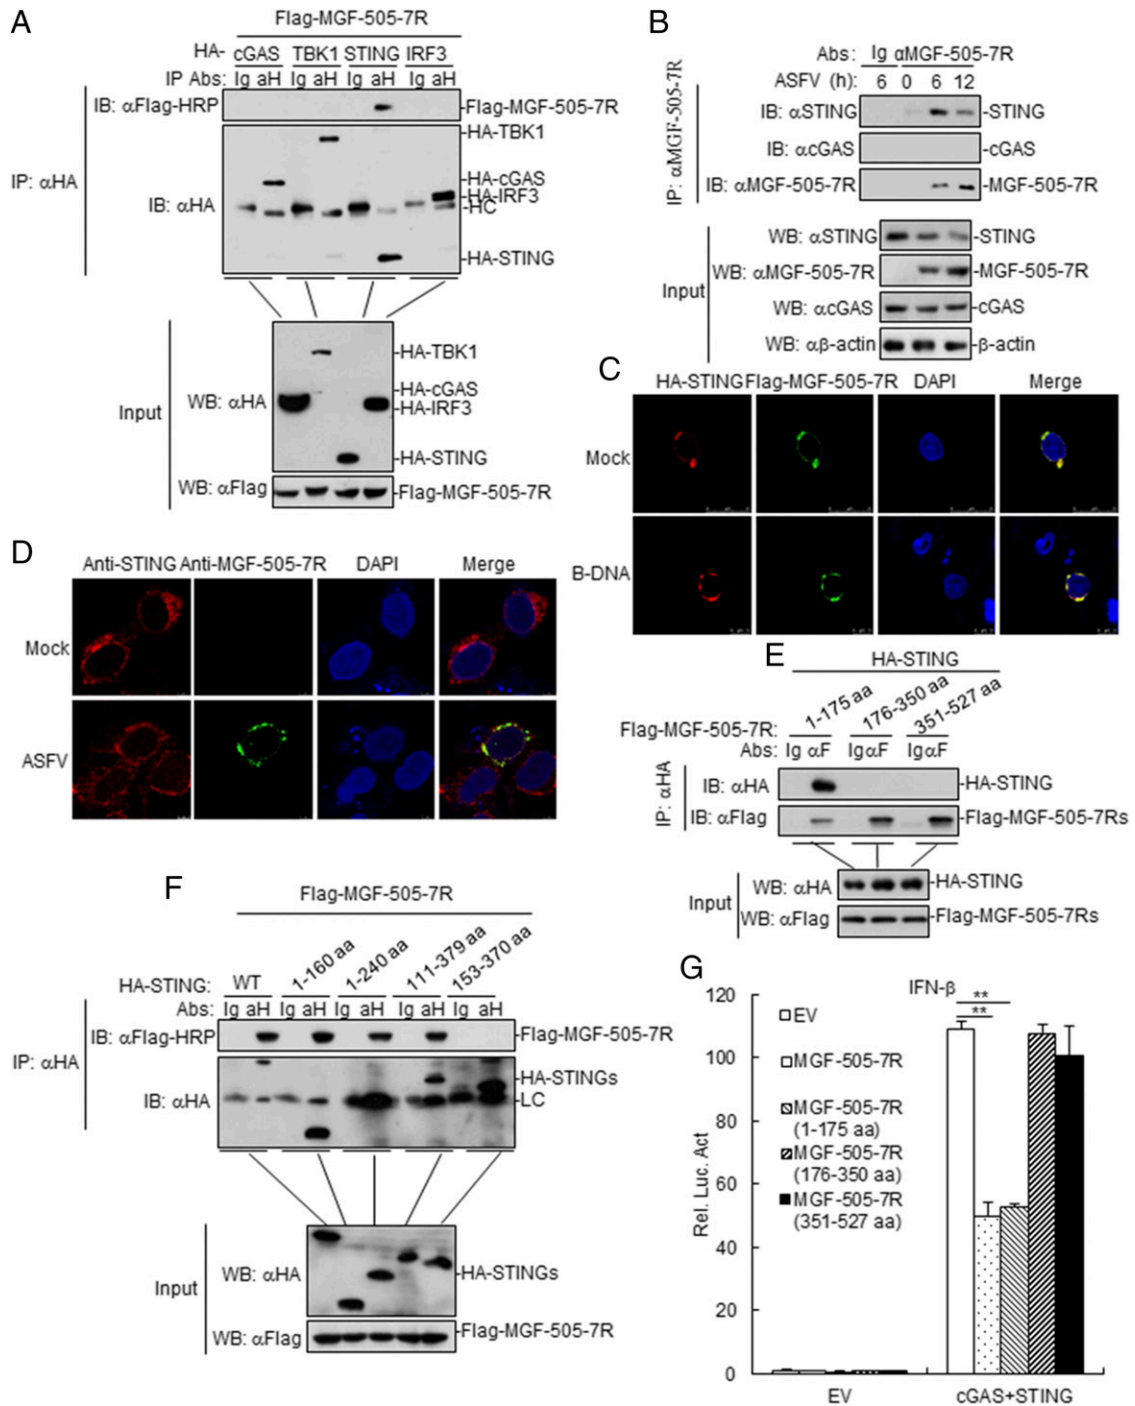 A
Flag-MGF-505-7R
HA- cGAS TBK1 STING IRF3
IP Abs: Ig aH Ig aH Ig aH Ig aH
IB: αFlag-HRP
Flag-MGF-505-7R
HA-TBK1
IP: αHA
HA-cGAS
HA-IRF3
IB: αHA
HC
HA-STING
HA-TBK1
HA-cGAS
WB: αHA
HA-IRF3
Input
HA-STING
WB: αFlag
Flag-MGF-505-7R
B
Abs: Ig αMGF-505-7R
ASFV (h): 6 0 6 12
IP: αMGF-505-7R
IB: αSTING -STING
IB: αcGAS -cGAS
IB: αMGF-505-7R -MGF-505-7R
WB: αSTING -STING
WB: αMGF-505-7R -MGF-505-7R
Input
WB: αcGAS -cGAS
WB: αβ-actin -β-actin
C
HA-STING Flag-MGF-505-7R DAPI Merge
Mock
B-DNA
D
Anti-STING Anti-MGF-505-7R DAPI Merge
Mock
ASFV
E
HA-STING
1-175 aa 176-350 aa 351-527 aa
Flag-MGF-505-7R:
Abs: Ig αF Ig αF Ig αF
IP: αHA
IB: αHA -HA-STING
IB: αFlag -Flag-MGF-505-7Rs
Input
WB: αHA -HA-STING
WB: αFlag -Flag-MGF-505-7Rs
F
Flag-MGF-505-7R
HA-STING: WT 1-160 aa 1-240 aa 111-379 aa 153-370 aa
Abs: Ig aH Ig aH Ig aH Ig aH Ig aH
IB: αFlag-HRP -Flag-MGF-505-7R
IP: αHA
-HA-STINGs
IB: αHA -LC
WB: αHA -HA-STINGs
Input
WB: αFlag -Flag-MGF-505-7R
G
IFN-β
**
**
Rel. Luc. Act
120
100
80
60
40
20
0
EV
MGF-505-7R
MGF-505-7R
(1-175 aa)
MGF-505-7R
(176-350 aa)
MGF-505-7R
(351-527 aa)
EV cGAS+STING